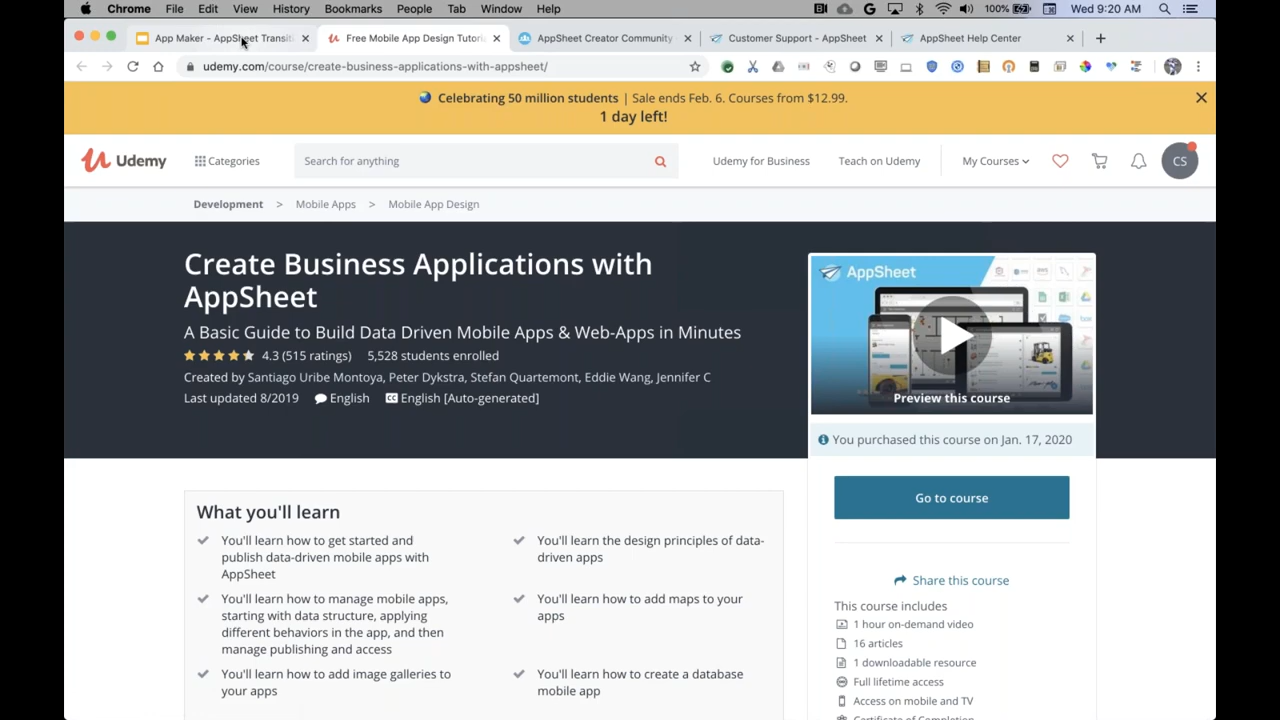 Chrome File Edit View History Bookmarks People Tab Window Help 100% Wed 9:20 AM
App Maker - AppSheet Transiti
Free Mobile App Design Tutori
AppSheet Creator Community
Customer Support - AppSheet
AppSheet Help Center
udemy.com/course/create-business-applications-with-appsheet/
Celebrating 50 million students | Sale ends Feb. 6. Courses from $12.99.
1 day left!
Udemy
Categories
Search for anything
Udemy for Business
Teach on Udemy
My Courses
CS
Development > Mobile Apps > Mobile App Design
Create Business Applications with
AppSheet
A Basic Guide to Build Data Driven Mobile Apps & Web-Apps in Minutes
4.3 (515 ratings) 5,528 students enrolled
Created by Santiago Uribe Montoya, Peter Dykstra, Stefan Quartemont, Eddie Wang, Jennifer C
Last updated 8/2019 English CC English [Auto-generated]
AppSheet
Preview this course
You purchased this course on Jan. 17, 2020
Go to course
Share this course
This course includes
1 hour on-demand video
16 articles
1 downloadable resource
Full lifetime access
Access on mobile and TV
Certificate of Completion
What you'll learn
You'll learn how to get started and
publish data-driven mobile apps with
AppSheet
You'll learn how to manage mobile apps,
starting with data structure, applying
different behaviors in the app, and then
manage publishing and access
You'll learn how to add image galleries to
your apps
You'll learn the design principles of data-
driven apps
You'll learn how to add maps to your
apps
You'll learn how to create a database
mobile app